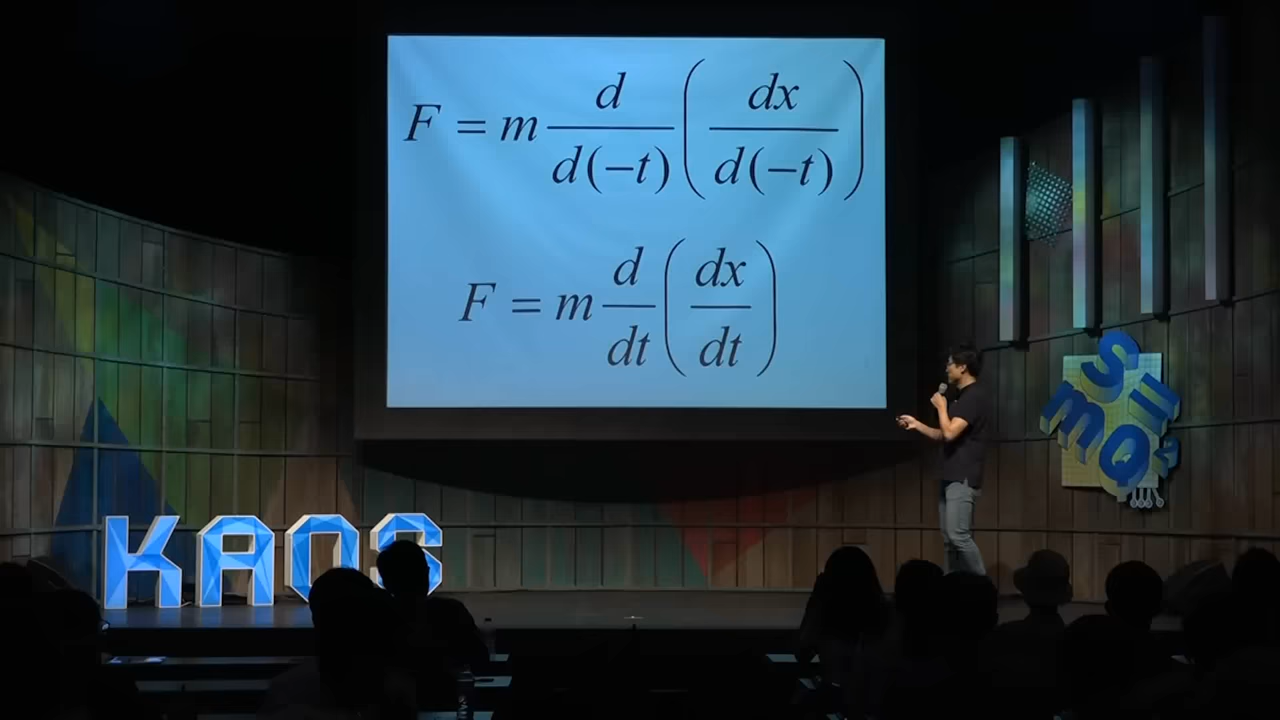 F = m d/d(−t) (dx/d(−t))
F = m d/dt (dx/dt)
KAOS